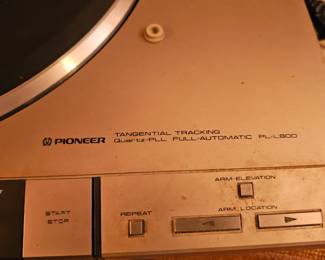 PIONEER
TANGENTIAL TRACKING
Quartz-PLL FULL-AUTOMATIC PL-L800
ARM-ELEVATION
START
STOP
REPEAT
ARM LOCATION